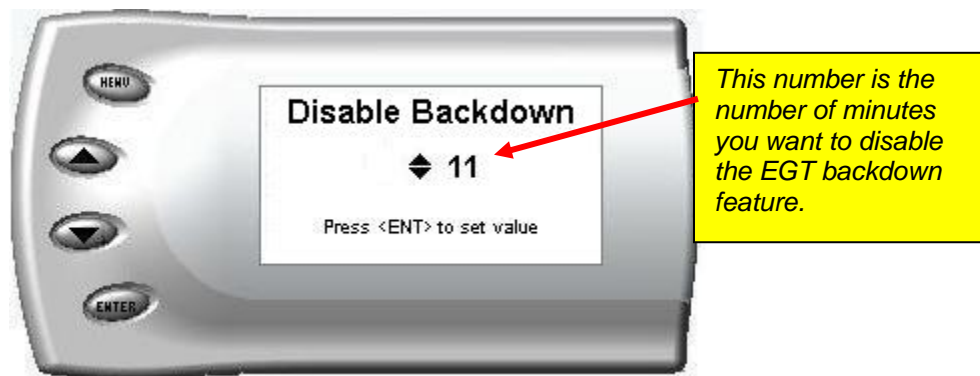 MENU
Disable Backdown
11
Press <ENT> to set value
ENTER
This number is the
number of minutes
you want to disable
the EGT backdown
feature.